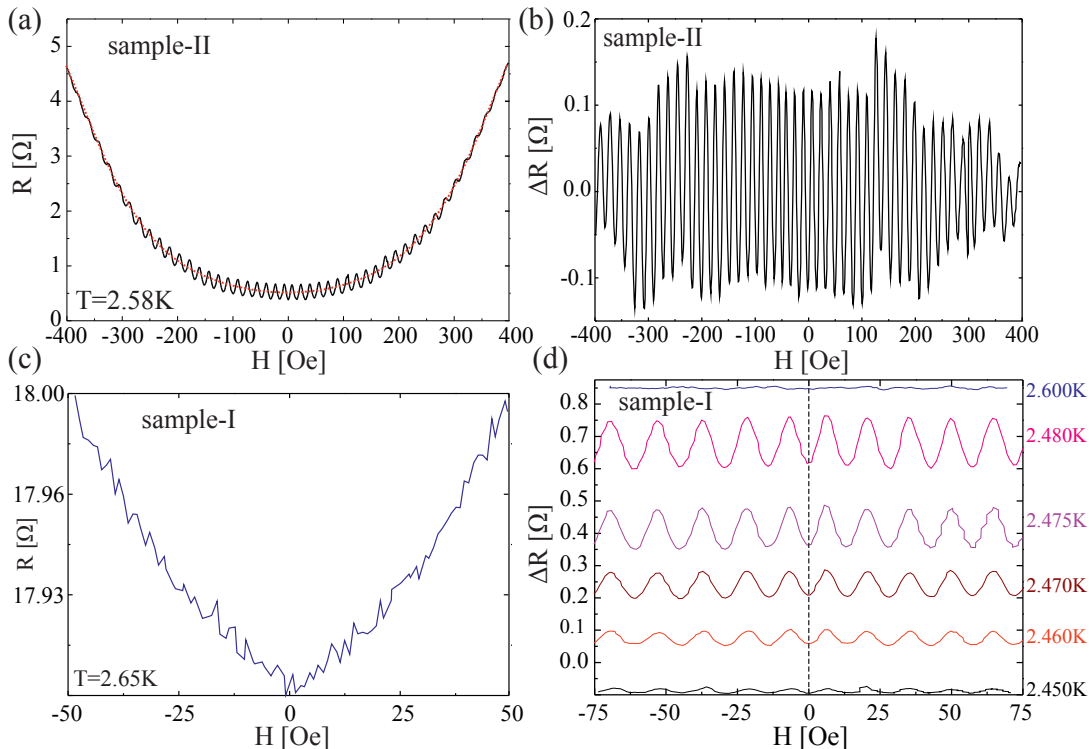 (a)
sample-II
R [Ω]
5
4
3
2
1
0
T=2.58K
-400 -300 -200 -100 0 100 200 300 400
H [Oe]
(b)
sample-II
ΔR [Ω]
0.2
0.1
0.0
-0.1
-400 -300 -200 -100 0 100 200 300 400
H [Oe]
(c)
sample-I
R [Ω]
18.00
17.96
17.93
T=2.65K
-50 -25 0 25 50
H [Oe]
(d)
sample-I
ΔR [Ω]
0.8
0.7
0.6
0.5
0.4
0.3
0.2
0.1
0.0
2.600K
2.480K
2.475K
2.470K
2.460K
2.450K
-75 -50 -25 0 25 50 75
H [Oe]